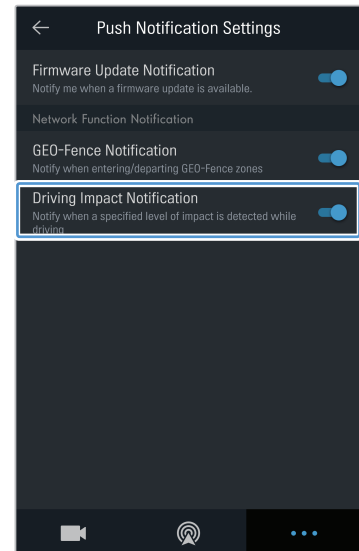 Push Notification Settings
Firmware Update Notification
Notify me when a firmware update is available.
Network Function Notification
GEO-Fence Notification
Notify when entering/departing GEO-Fence zones
Driving Impact Notification
Notify when a specified level of impact is detected while
driving